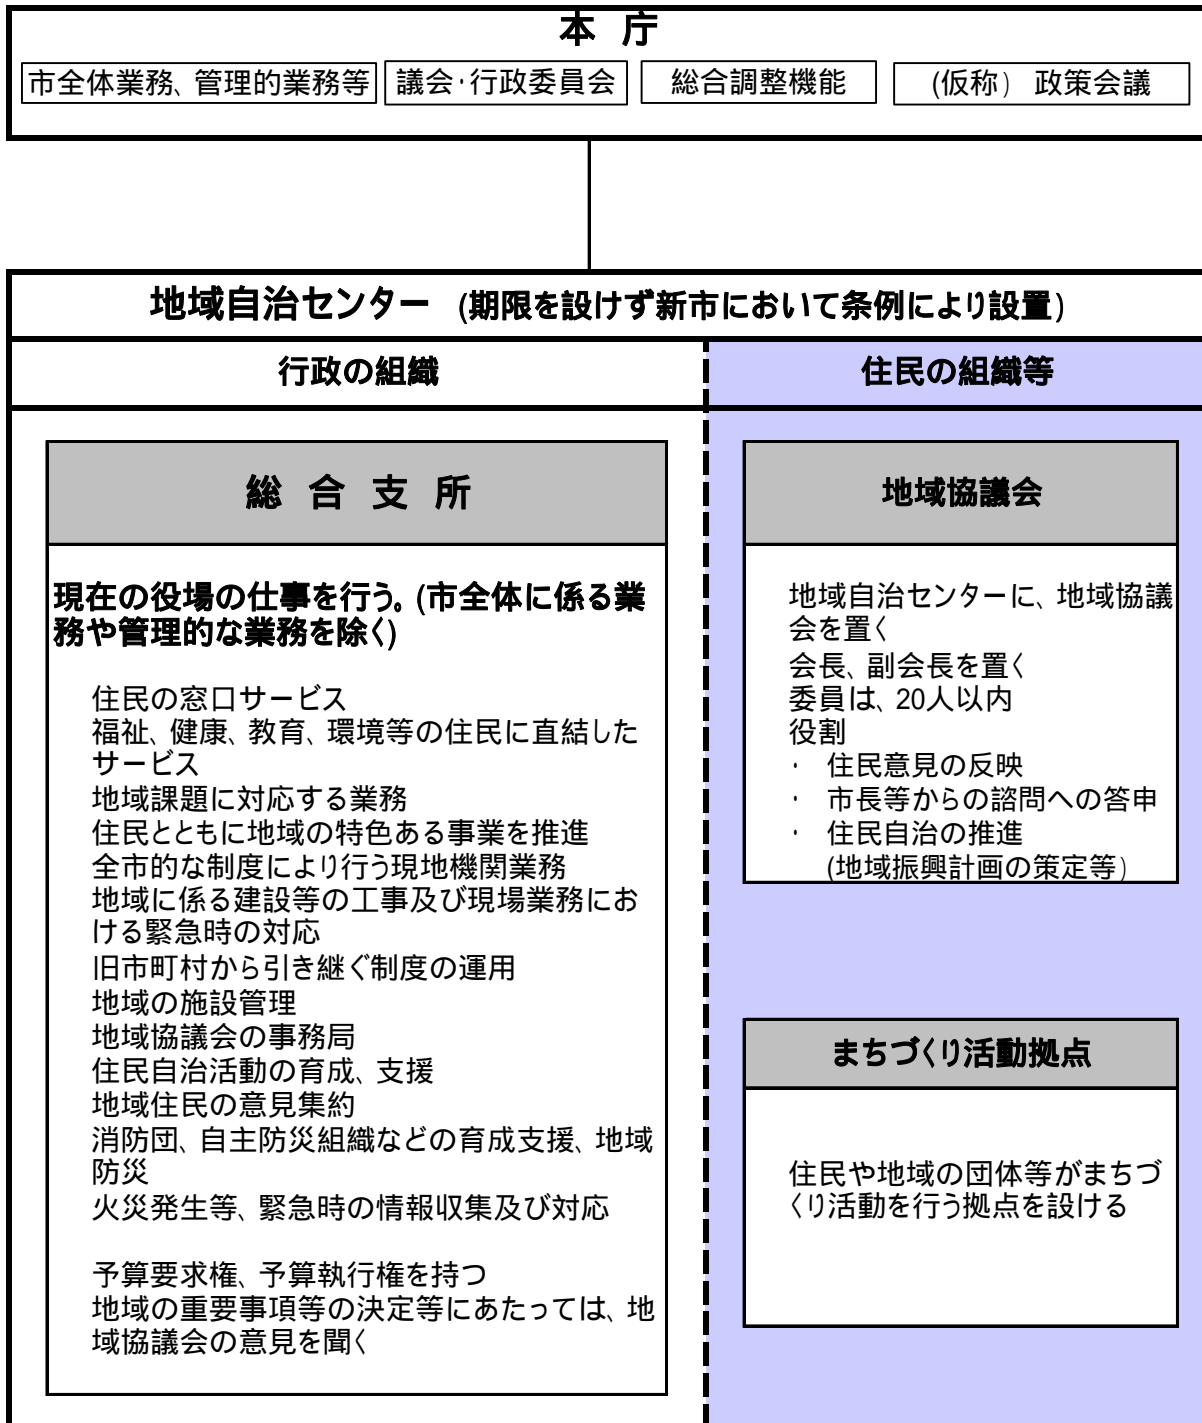 本 庁
市全体業務、管理的業務等
議会・行政委員会
総合調整機能
(仮称) 政策会議
地域自治センター (期限を設けず新市において条例により設置)
行政の組織
住民の組織等
総 合 支 所
現在の役場の仕事を行う。(市全体に係る業
務や管理的な業務を除く)
住民の窓口サービス
福祉、健康、教育、環境等の住民に直結した
サービス
地域課題に対応する業務
住民とともに地域の特色ある事業を推進
全市的な制度により行う現地機関業務
地域に係る建設等の工事及び現場業務にお
ける緊急時の対応
旧市町村から引き継ぐ制度の運用
地域の施設管理
地域協議会の事務局
住民自治活動の育成、支援
地域住民の意見集約
消防団、自主防災組織などの育成支援、地域
防災
火災発生等、緊急時の情報収集及び対応
予算要求権、予算執行権を持つ
地域の重要事項等の決定等にあたっては、地
域協議会の意見を聞く
地域協議会
地域自治センターに、地域協議
会を置く
会長、副会長を置く
委員は、20人以内
役割
・ 住民意見の反映
・ 市長等からの諮問への答申
・ 住民自治の推進
(地域振興計画の策定等)
まちづくり活動拠点
住民や地域の団体等がまちづ
くり活動を行う拠点を設ける